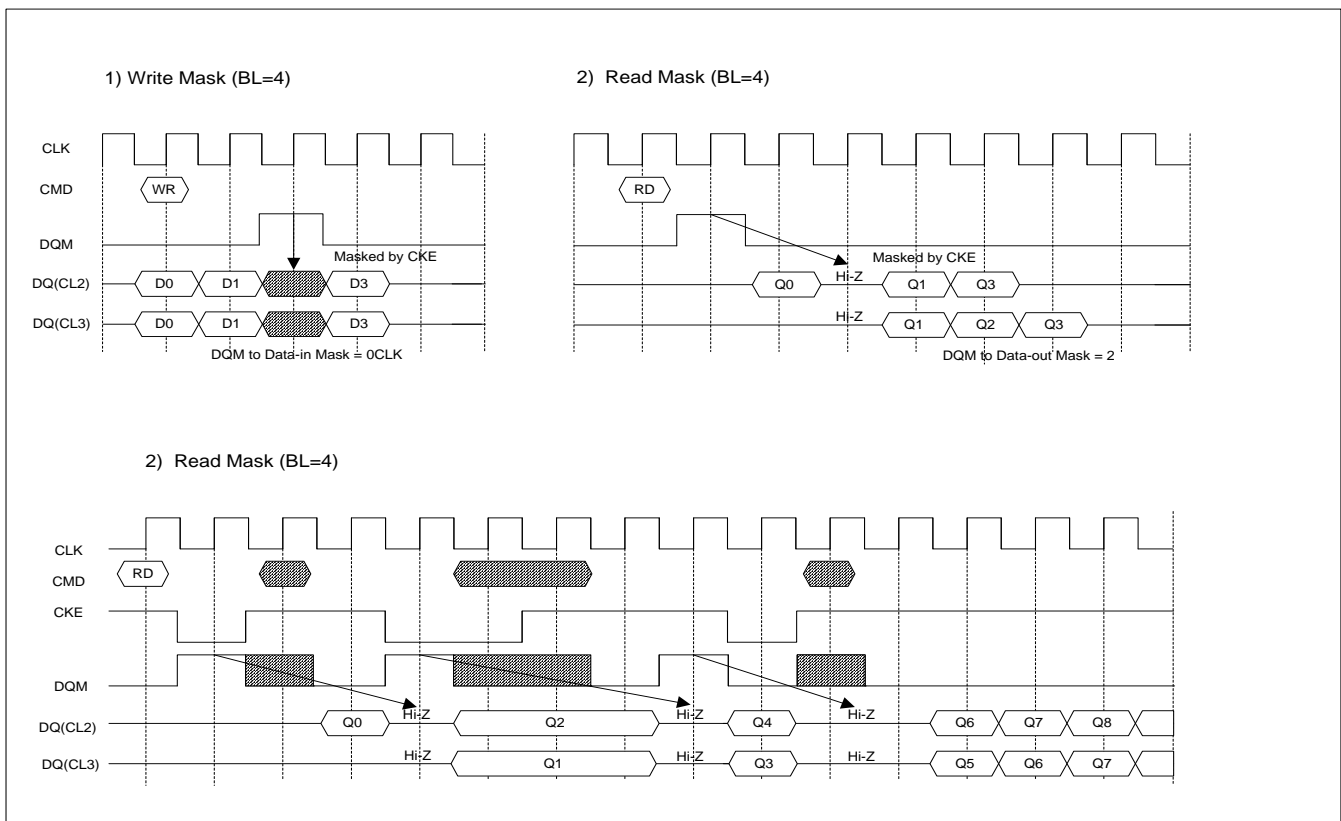 1) Write Mask (BL=4)
CLK
CMD
WR
DQM
Masked by CKE
DQ(CL2)
D0
D1
D3
DQ(CL3)
D0
D1
D3
DQM to Data-in Mask = 0CLK
2) Read Mask (BL=4)
RD
Masked by CKE
Q0
Hi-Z
Q1
Q3
Hi-Z
Q1
Q2
Q3
DQM to Data-out Mask = 2
2) Read Mask (BL=4)
CLK
CMD
RD
CKE
DQM
DQ(CL2)
Q0
Hi-Z
Q2
Hi-Z
Q4
Hi-Z
Q6
Q7
Q8
DQ(CL3)
Hi-Z
Q1
Hi-Z
Q3
Hi-Z
Q5
Q6
Q7